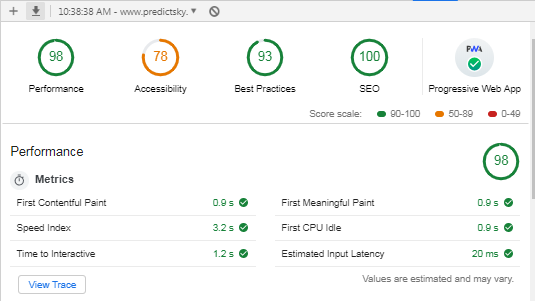 10:38:38 AM - www.predictsky.
98 78 93 100 PWA
Performance Accessibility Best Practices SEO Progressive Web App
Score scale: 90-100 50-89 0-49
Performance 98
Metrics
First Contentful Paint 0.9 s First Meaningful Paint 0.9 s
Speed Index 3.2 s First CPU Idle 0.9 s
Time to Interactive 1.2 s Estimated Input Latency 20 ms
View Trace Values are estimated and may vary.